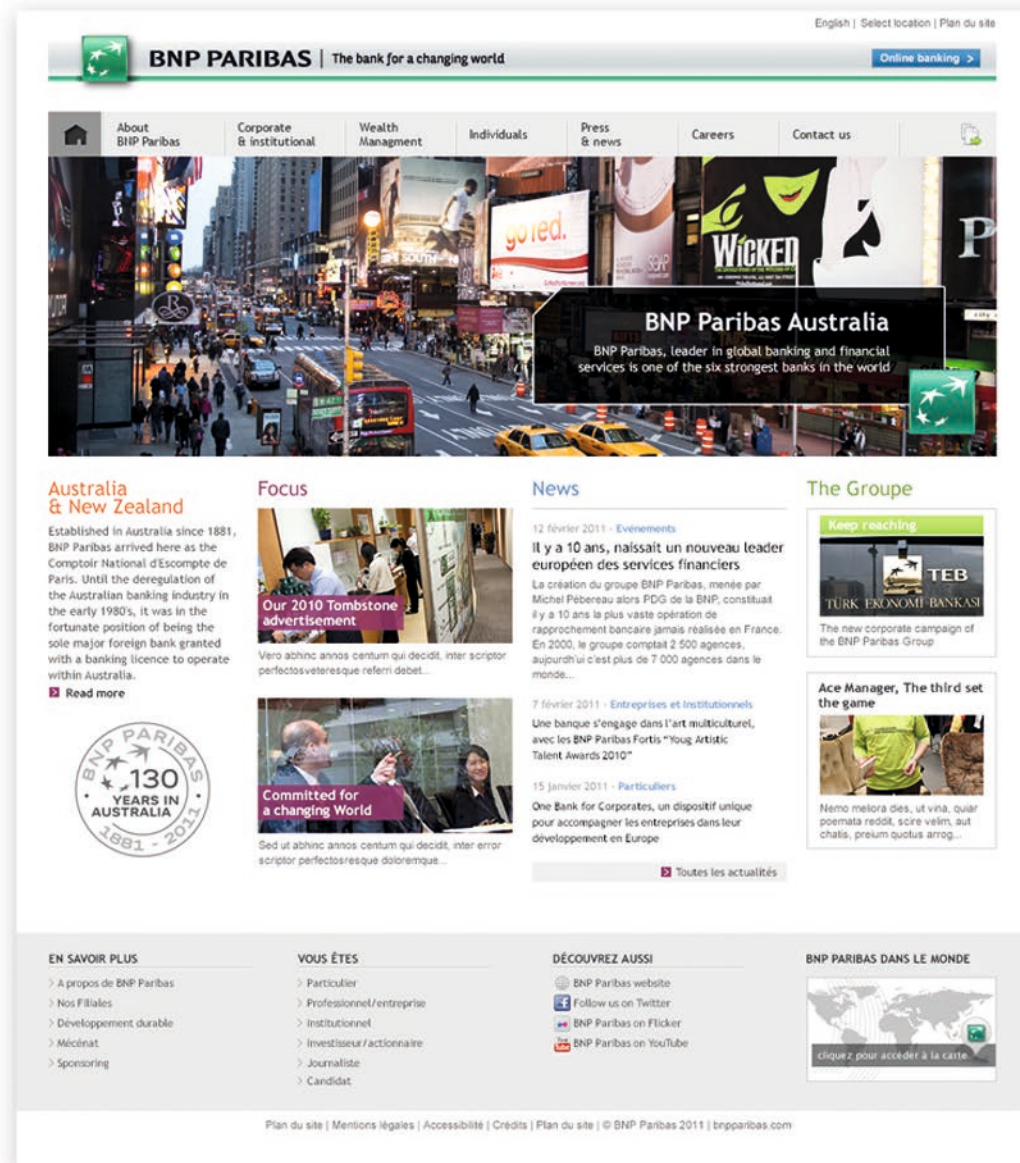 English | Select location | Plan du site
BNP PARIBAS | The bank for a changing world
Online banking >
About
BNP Paribas
Corporate
& institutional
Wealth
Managment
Individuals
Press
& news
Careers
Contact us
go red.
WICKED
SOUTH
SOAP
P
BNP Paribas Australia
BNP Paribas, leader in global banking and financial
services is one of the six strongest banks in the world
Australia
& New Zealand
Established in Australia since 1881,
BNP Paribas arrived here as the
Comptoir National d'Escompte de
Paris. Until the deregulation of
the Australian banking industry in
the early 1980's, it was in the
fortunate position of being the
sole major foreign bank granted
with a banking licence to operate
within Australia.
Read more
BNP PARIBAS
130
YEARS IN
AUSTRALIA
1881 - 2011
Focus
Our 2010 Tombstone
advertisement
Vero abhinc annos centum qui decidit, inter scriptor
perfectosveteresque referri debet...
Committed for
a changing World
Sed ut abhinc annos centum qui decidit, inter error
scriptor perfectosresque doloremque...
News
12 février 2011 - Evénements
Il y a 10 ans, naissait un nouveau leader
européen des services financiers
La création du groupe BNP Paribas, menée par
Michel Pébereau alors PDG de la BNP, constituait
il y a 10 ans la plus vaste opération de
rapprochement bancaire jamais réalisée en France.
En 2000, le groupe comptait 2 500 agences,
aujourd'hui c'est plus de 7 000 agences dans le
monde...
7 février 2011 - Entreprises et Institutionnels
Une banque s'engage dans l'art multiculturel,
avec les BNP Paribas Fortis "Youg Artistic
Talent Awards 2010"
15 janvier 2011 - Particuliers
One Bank for Corporates, un dispositif unique
pour accompagner les entreprises dans leur
développement en Europe
Toutes les actualités
The Groupe
Keep reaching
TEB
TÜRK EKONOMİ BANKASI
The new corporate campaign of
the BNP Paribas Group
Ace Manager, The third set
the game
Nemo melora dies, ut vina, quiar
poemata reddit, scire velim, aut
chatis, preium quotus arrog...
EN SAVOIR PLUS
> A propos de BNP Paribas
> Nos Filiales
> Développement durable
> Mécénat
> Sponsoring
VOUS ÊTES
> Particulier
> Professionnel/entreprise
> Institutionnel
> Investisseur/actionnaire
> Journaliste
> Candidat
DÉCOUVREZ AUSSI
BNP Paribas website
Follow us on Twitter
BNP Paribas on Flicker
BNP Paribas on YouTube
BNP PARIBAS DANS LE MONDE
cliquez pour accéder à la carte
Plan du site | Mentions légales | Accessibilité | Crédits | Plan du site | © BNP Paribas 2011 | bnpparibas.com